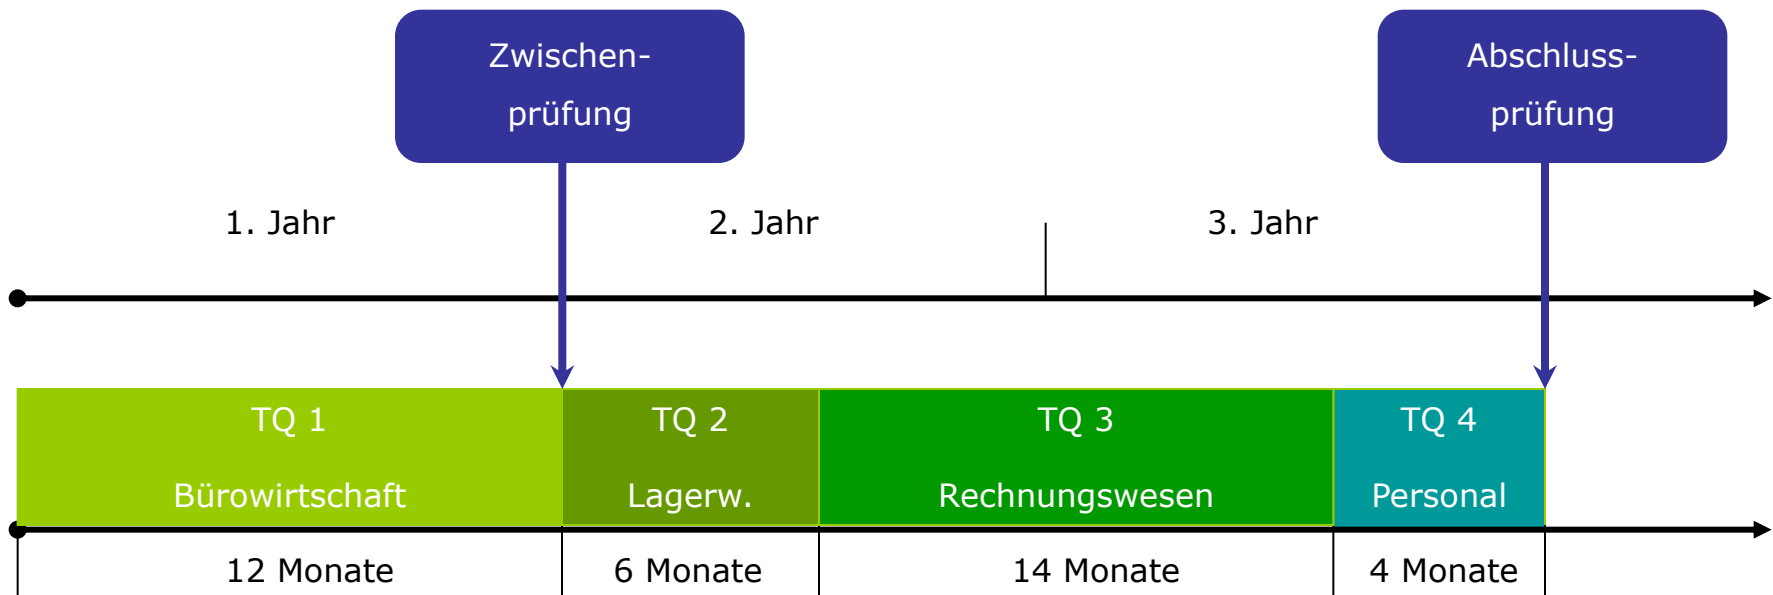 Zwischen-
prüfung
Abschluss-
prüfung
1. Jahr
2. Jahr
3. Jahr
TQ 1
Bürowirtschaft
TQ 2
Lagerw.
TQ 3
Rechnungswesen
TQ 4
Personal
12 Monate
6 Monate
14 Monate
4 Monate